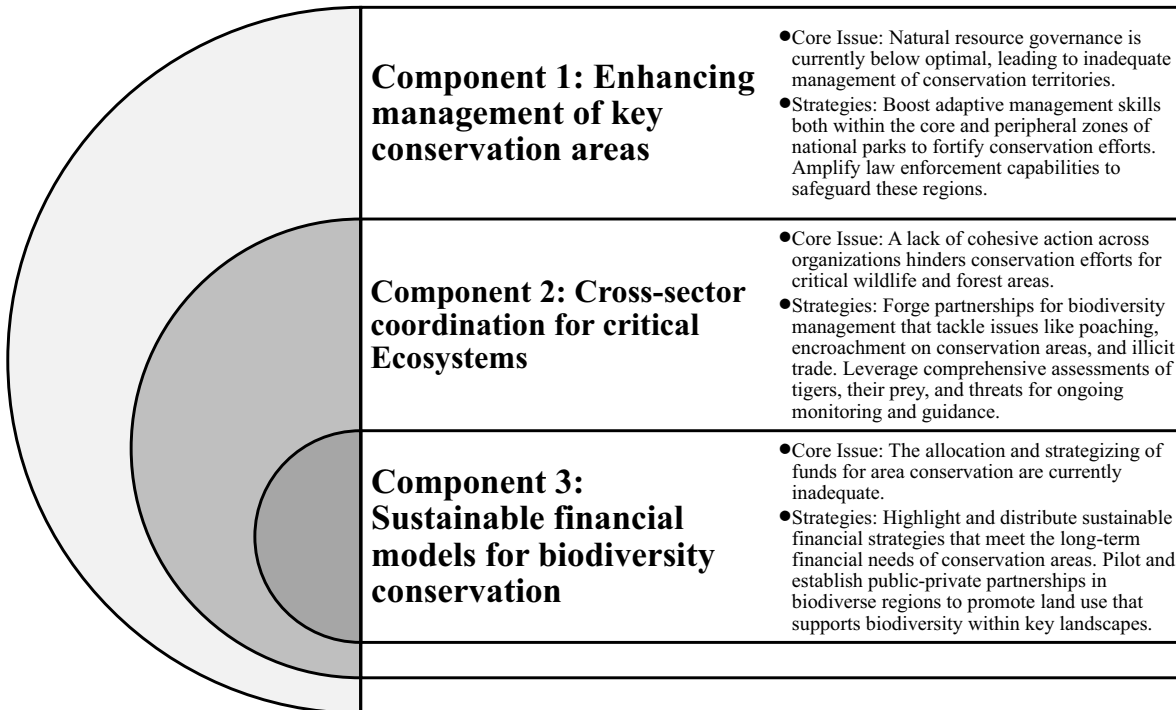 Component 1: Enhancing
management of key
conservation areas
●Core Issue: Natural resource governance is
currently below optimal, leading to inadequate
management of conservation territories.
●Strategies: Boost adaptive management skills
both within the core and peripheral zones of
national parks to fortify conservation efforts.
Amplify law enforcement capabilities to
safeguard these regions.
Component 2: Cross-sector
coordination for critical
Ecosystems
●Core Issue: A lack of cohesive action across
organizations hinders conservation efforts for
critical wildlife and forest areas.
●Strategies: Forge partnerships for biodiversity
management that tackle issues like poaching,
encroachment on conservation areas, and illicit
trade. Leverage comprehensive assessments of
tigers, their prey, and threats for ongoing
monitoring and guidance.
Component 3:
Sustainable financial
models for biodiversity
conservation
●Core Issue: The allocation and strategizing of
funds for area conservation are currently
inadequate.
●Strategies: Highlight and distribute sustainable
financial strategies that meet the long-term
financial needs of conservation areas. Pilot and
establish public-private partnerships in
biodiverse regions to promote land use that
supports biodiversity within key landscapes.